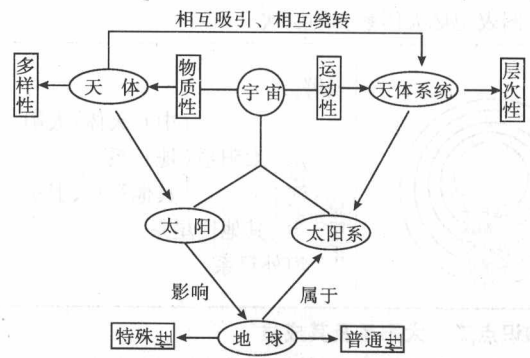 相互吸引、相互绕转
多样性
天体
物质性
宇宙
运动性
天体系统
层次性
太阳
太阳系
影响
属于
特殊性
地球
普通性